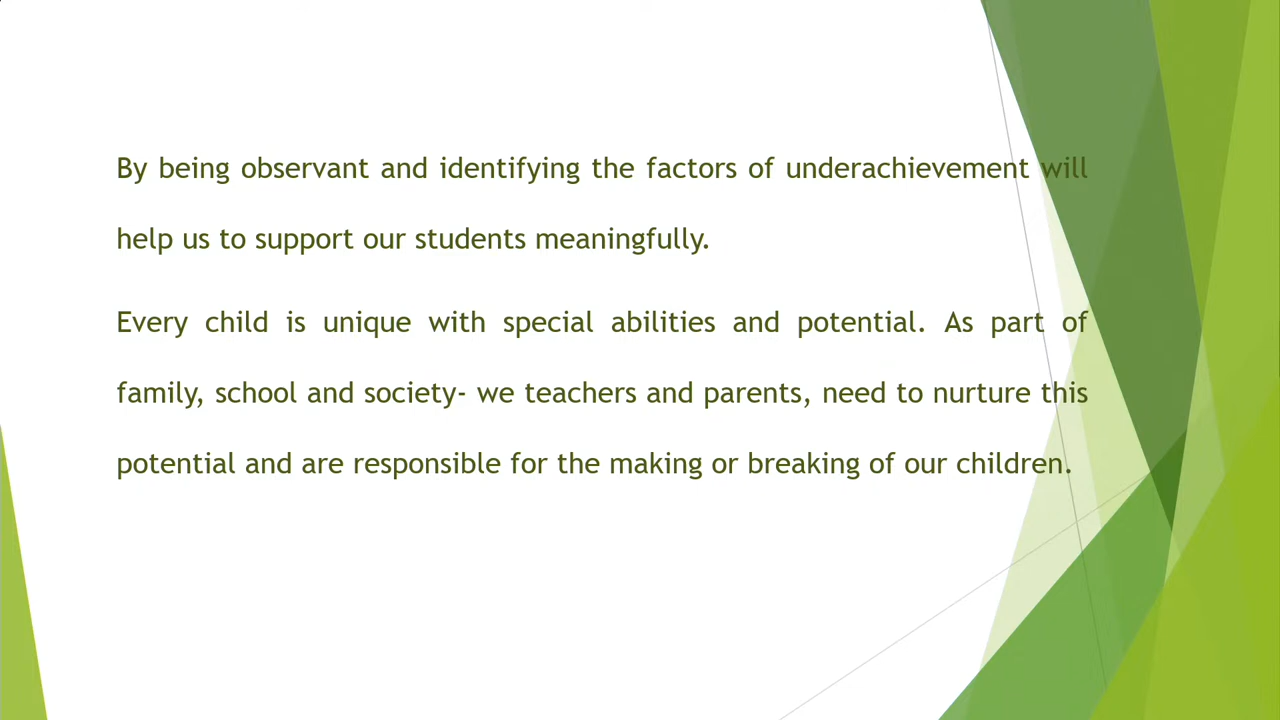 By being observant and identifying the factors of underachievement will
help us to support our students meaningfully.
Every child is unique with special abilities and potential. As part of
family, school and society- we teachers and parents, need to nurture this
potential and are responsible for the making or breaking of our children.